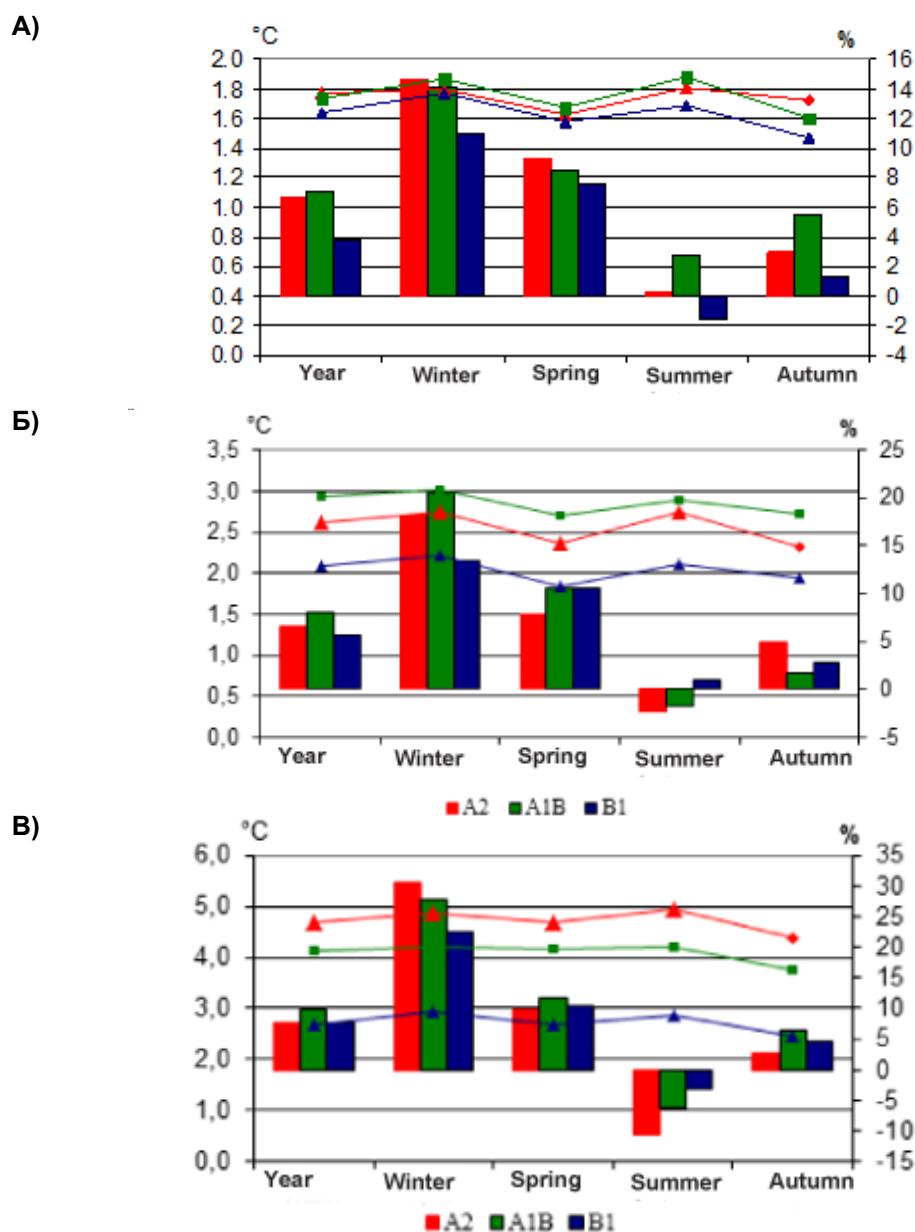 А)
°C %
2.0 16
1.8 14
1.6 12
1.4 10
1.2 8
1.0 6
0.8 4
0.6 2
0.4 0
0.2 -2
0.0 -4
Year Winter Spring Summer Autumn
Б)
°C %
3,5 25
3,0 20
2,5 15
2,0 10
1,5 5
1,0 0
0,5 -5
0,0
Year Winter Spring Summer Autumn
A2 A1B B1
В)
°C %
6,0 35
5,0 30
4,0 25
3,0 20
2,0 15
1,0 10
0,0 5
0
-5
-10
-15
Year Winter Spring Summer Autumn
A2 A1B B1